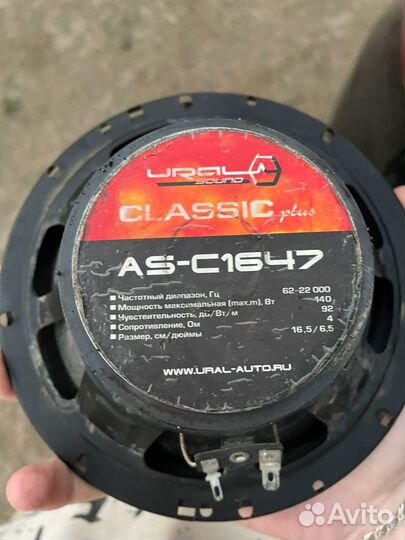 URAL
SOUND
CLASSIC plus
AS-C1647
Частотный диапазон, Гц 62-22 000
Мощность максимальная (max.m), Вт 140
Чувствительность, дБ/Вт/м 92
Сопротивление, Ом 4
Размер, см/дюймы 16,5/6,5
WWW.URAL-AUTO.RU
Avito